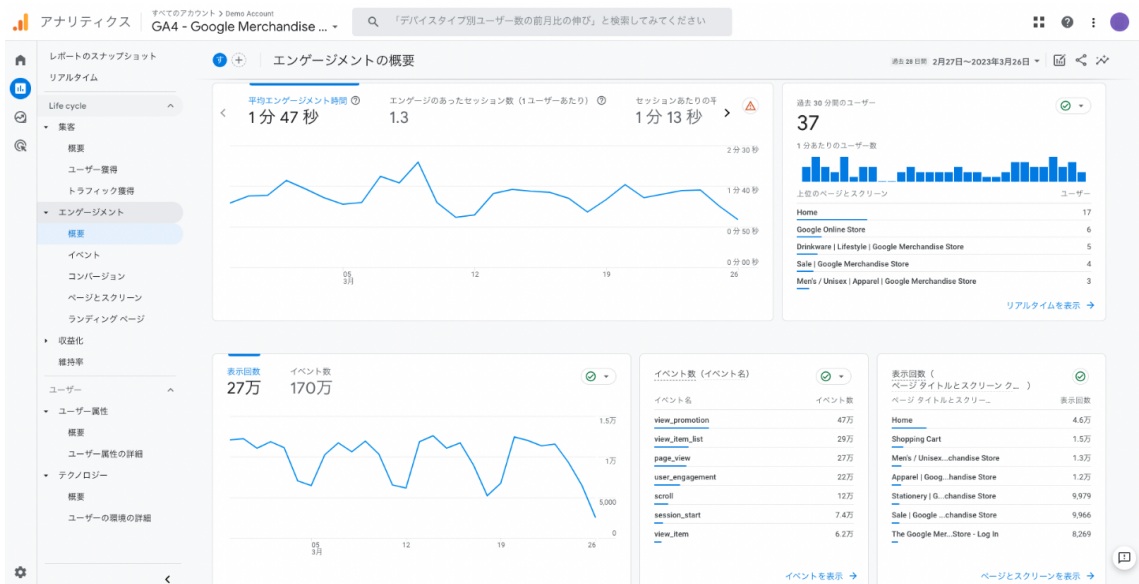 アナリティクス
すべてのアカウント > Demo Account
GA4 - Google Merchandise ...
「デバイスタイプ別ユーザー数の前月比の伸び」と検索してみてください
レポートのスナップショット
リアルタイム
Life cycle
集客
概要
ユーザー獲得
トラフィック獲得
エンゲージメント
概要
イベント
コンバージョン
ページとスクリーン
ランディング ページ
収益化
維持率
ユーザー
ユーザー属性
概要
ユーザー属性の詳細
テクノロジー
概要
ユーザーの環境の詳細
す
エンゲージメントの概要
過去 28 日間 2月27日～2023年3月26日
平均エンゲージメント時間
1 分 47 秒
エンゲージのあったセッション数（1 ユーザーあたり）
1.3
セッションあたりの平
1 分 13 秒
2 分 30 秒
1 分 40 秒
0 分 50 秒
0 分 00 秒
05 12 19 26
3月
過去 30 分間のユーザー
37
1 分あたりのユーザー数
上位のページとスクリーン ユーザー
Home 17
Google Online Store 6
Drinkware | Lifestyle | Google Merchandise Store 5
Sale | Google Merchandise Store 4
Men's / Unisex | Apparel | Google Merchandise Store 3
リアルタイムを表示
表示回数
27万
イベント数
170万
1.5万
1万
5,000
0
05 12 19 26
3月
イベント数（イベント名）
イベント名 イベント数
view_promotion 47万
view_item_list 29万
page_view 27万
user_engagement 22万
scroll 12万
session_start 7.4万
view_item 6.2万
イベントを表示
表示回数（
ページ タイトルとスクリーン ク... ）
ページ タイトルとスクリー... 表示回数
Home 4.6万
Shopping Cart 1.5万
Men's / Unisex...chandise Store 1.3万
Apparel | Goog...handise Store 1.2万
Stationery | G...chandise Store 9,979
Sale | Google ...chandise Store 9,966
The Google Mer...Store - Log In 8,269
ページとスクリーンを表示